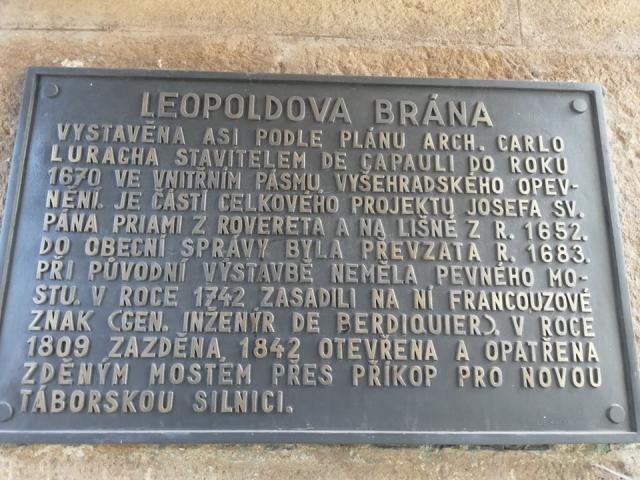 LEOPOLDOVA BRÁNA
VYSTAVĚNA ASI PODLE PLÁNU ARCH. CARLO
LURAGHA STAVITELEM DE CAPAULI DO ROKU
1670 VE VNITŘNÍM PÁSMU VYŠEHRADSKÉHO OPEV-
NĚNÍ. JE ČÁSTÍ CELKOVÉHO PROJEKTU JOSEFA SV.
PÁNA PRIAMI Z ROVERETA A NA LIŠNÉ Z R. 1652.
DO OBECNÍ SPRÁVY BYLA PŘEVZATA R. 1683.
PŘI PŮVODNÍ VÝSTAVBĚ NEMĚLA PEVNÉHO MO-
STU. V ROCE 1742 ZASADILI NA NÍ FRANCOUZOVÉ
ZNAK (GEN. INŽENÝR DE BERDIQUIER). V ROCE
1809 ZAZDĚNA, 1842 OTEVŘENA A OPATŘENA
ZDĚNÝM MOSTEM PŘES PŘÍKOP PRO NOVOU
TÁBORSKOU SILNICI.